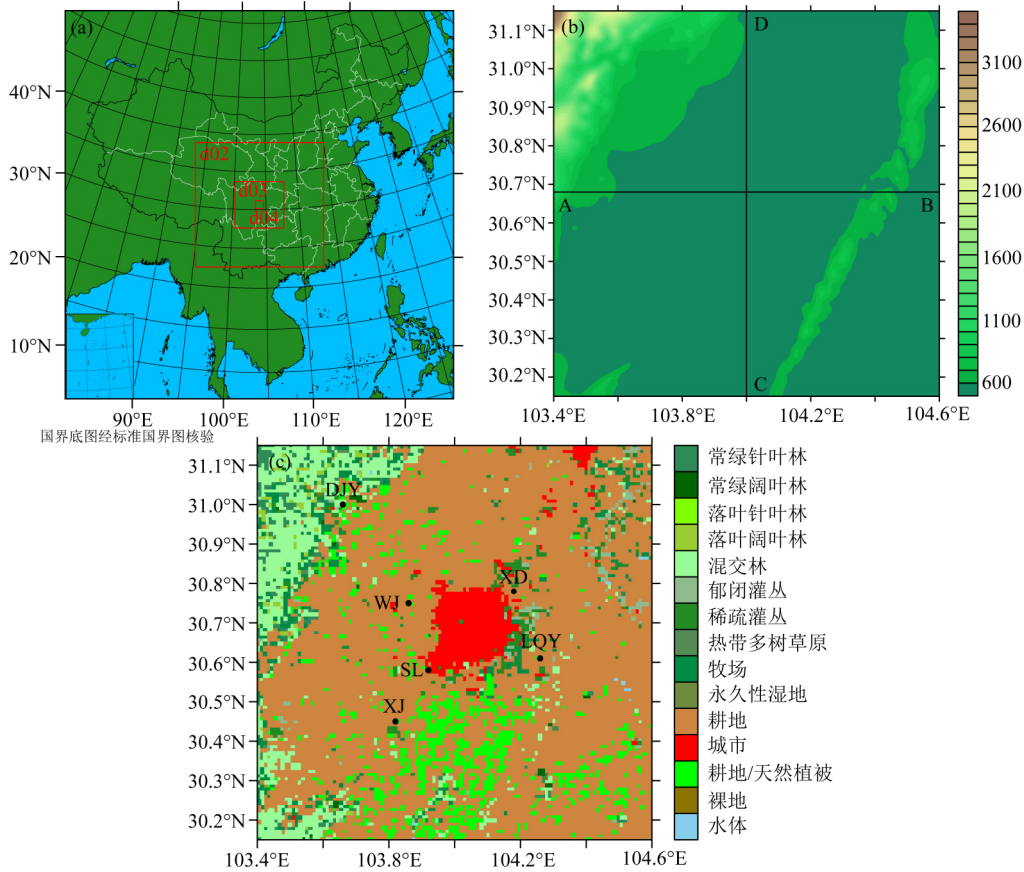 (a)
40°N
30°N
20°N
10°N
90°E
100°E
110°E
120°E
d02
d03
d04
国界底图经标准国界图核验
(b)
31.1°N
31.0°N
30.9°N
30.8°N
30.7°N
30.6°N
30.5°N
30.4°N
30.3°N
30.2°N
103.4°E
103.8°E
104.2°E
104.6°E
D
A
B
C
3100
2600
2100
1600
1100
600
(c)
31.1°N
31.0°N
30.9°N
30.8°N
30.7°N
30.6°N
30.5°N
30.4°N
30.3°N
30.2°N
103.4°E
103.8°E
104.2°E
104.6°E
DJY
XD
WJ
LQY
SL
XJ
常绿针叶林
常绿阔叶林
落叶针叶林
落叶阔叶林
混交林
郁闭灌丛
稀疏灌丛
热带多树草原
牧场
永久性湿地
耕地
城市
耕地/天然植被
裸地
水体